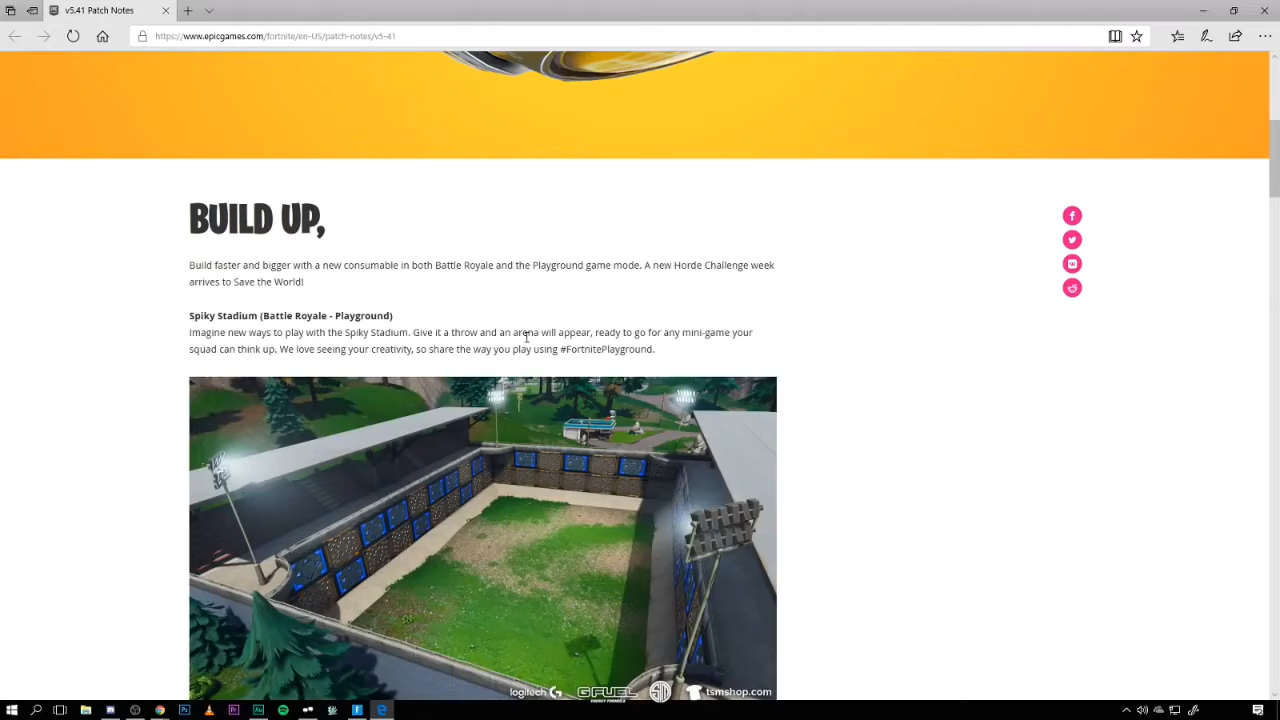 v5.41 Patch Notes
https://www.epicgames.com/fortnite/en-US/patch-notes/v5-41
BUILD UP,
Build faster and bigger with a new consumable in both Battle Royale and the Playground game mode. A new Horde Challenge week
arrives to Save the World!
Spiky Stadium (Battle Royale - Playground)
Imagine new ways to play with the Spiky Stadium. Give it a throw and an arena will appear, ready to go for any mini-game your
squad can think up. We love seeing your creativity, so share the way you play using #FortnitePlayground.
logitech G
GFUEL
ENERGY FORMULA
TSM
tsmshop.com